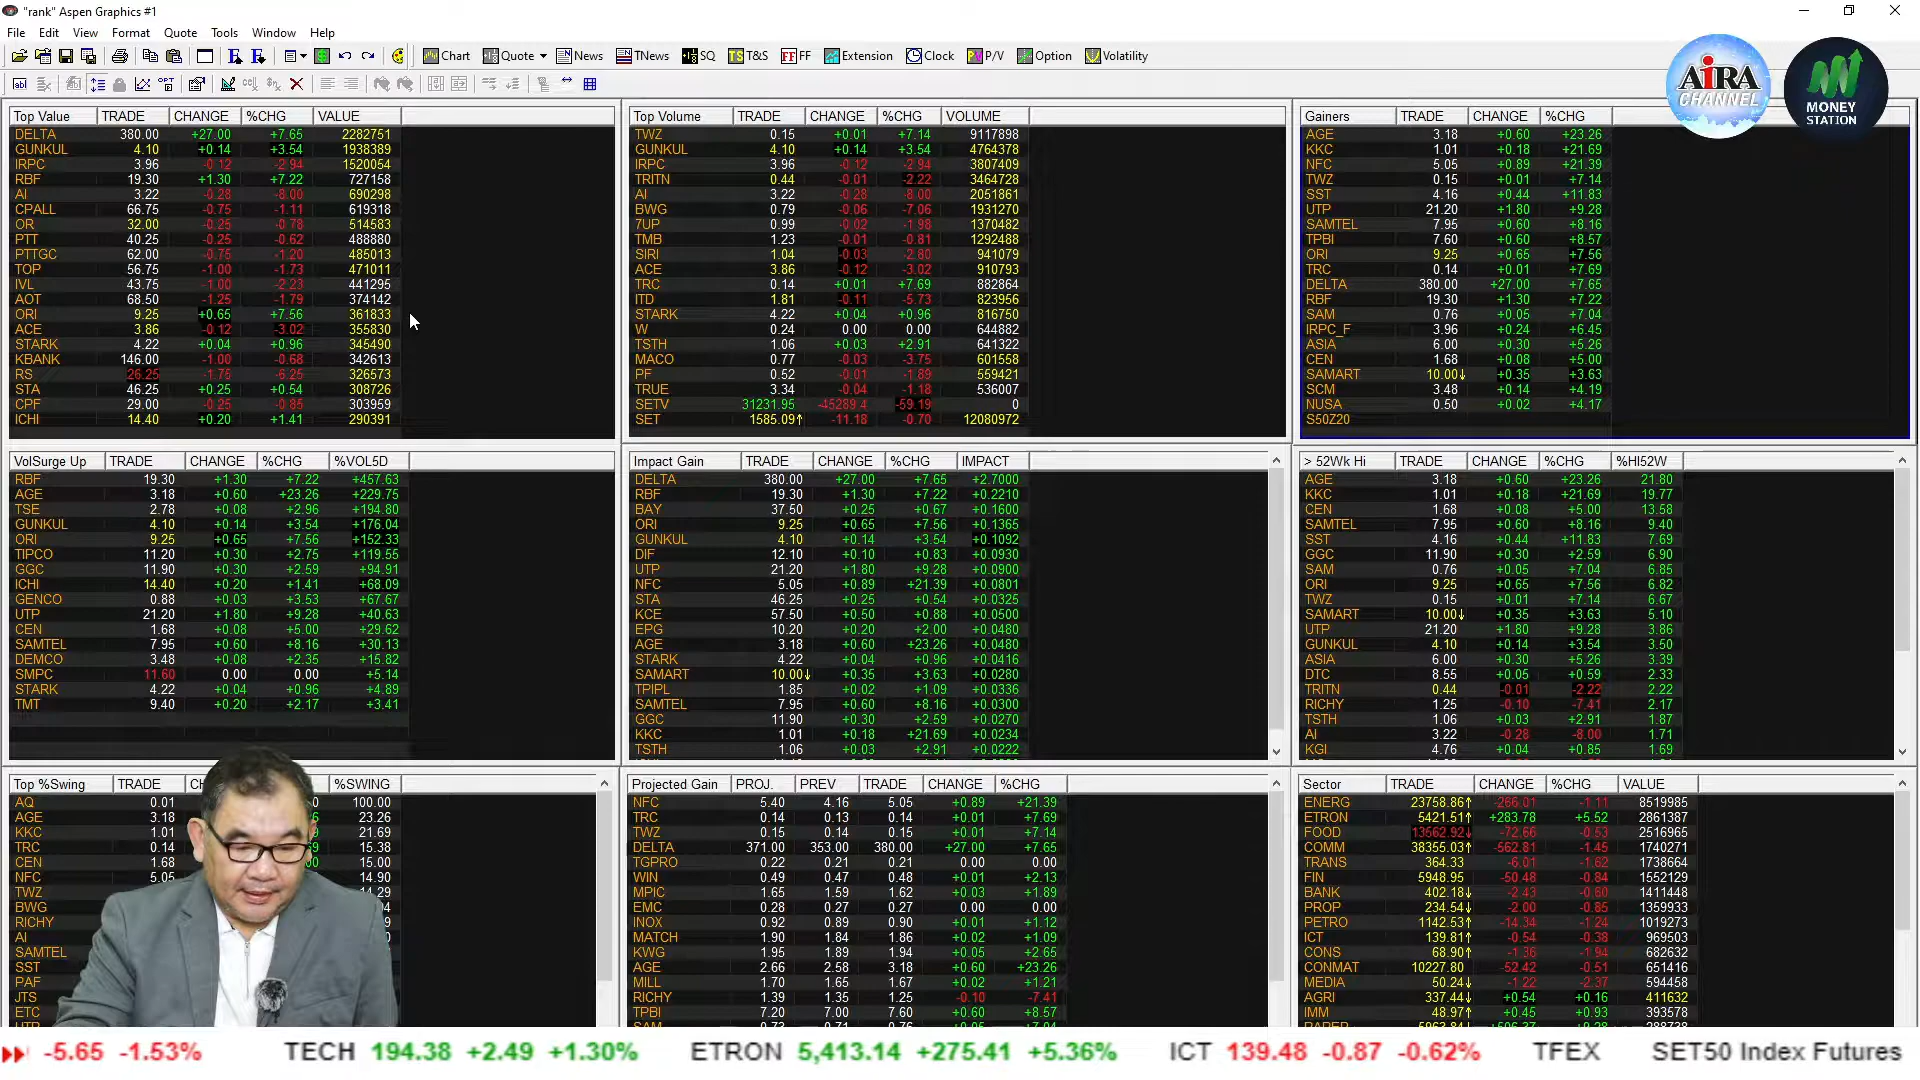 "rank" Aspen Graphics #1
File Edit View Format Quote Tools Window Help
Chart Quote News TNews SQ T&S FF Extension Clock P/V Option Volatility
AiRA CHANNEL
MONEY STATION
Top Value TRADE CHANGE %CHG VALUE
DELTA 380.00 +27.00 +7.65 2282751
GUNKUL 4.10 +0.14 +3.54 1938389
IRPC 3.96 -0.12 -2.94 1520054
RBF 19.30 +1.30 +7.22 727158
AI 3.22 -0.28 -8.00 690298
CPALL 66.75 -0.75 -1.11 619318
OR 32.00 -0.25 -0.78 514583
PTT 40.25 -0.25 -0.62 488880
PTTGC 62.00 -0.75 -1.20 485013
TOP 56.75 -1.00 -1.73 471011
IVL 43.75 -1.00 -2.23 441295
AOT 68.50 -1.25 -1.79 374142
ORI 9.25 +0.65 +7.56 361833
ACE 3.86 -0.12 -3.02 355830
STARK 4.22 +0.04 +0.96 345490
KBANK 146.00 -1.00 -0.68 342613
RS 26.25 -1.75 -6.25 326573
STA 46.25 +0.25 +0.54 308726
CPF 29.00 -0.25 -0.85 303959
ICHI 14.40 +0.20 +1.41 290391
Top Volume TRADE CHANGE %CHG VOLUME
TWZ 0.15 +0.01 +7.14 9117898
GUNKUL 4.10 +0.14 +3.54 4764378
IRPC 3.96 -0.12 -2.94 3807409
TRITN 0.44 -0.01 -2.22 3464728
AI 3.22 -0.28 -8.00 2051861
BWG 0.79 -0.06 -7.06 1931270
7UP 0.99 -0.02 -1.98 1370482
TMB 1.23 -0.01 -0.81 1292488
SIRI 1.04 -0.03 -2.80 941079
ACE 3.86 -0.12 -3.02 910793
TRC 0.14 +0.01 +7.69 882864
ITD 1.81 -0.11 -5.73 823956
STARK 4.22 +0.04 +0.96 816750
W 0.24 0.00 0.00 644882
TSTH 1.06 +0.03 +2.91 641322
MACO 0.77 -0.03 -3.75 601558
PF 0.52 -0.01 -1.89 559421
TRUE 3.34 -0.04 -1.18 536007
SETV 31231.95 -45289.4 -59.19 0
SET 1585.09↑ -11.18 -0.70 12080972
Gainers TRADE CHANGE %CHG
AGE 3.18 +0.60 +23.26
KKC 1.01 +0.18 +21.69
NFC 5.05 +0.89 +21.39
TWZ 0.15 +0.01 +7.14
SST 4.16 +0.44 +11.83
UTP 21.20 +1.80 +9.28
SAMTEL 7.95 +0.60 +8.16
TPBI 7.60 +0.60 +8.57
ORI 9.25 +0.65 +7.56
TRC 0.14 +0.01 +7.69
DELTA 380.00 +27.00 +7.65
RBF 19.30 +1.30 +7.22
SAM 0.76 +0.05 +7.04
IRPC_F 3.96 +0.24 +6.45
ASIA 6.00 +0.30 +5.26
CEN 1.68 +0.08 +5.00
SAMART 10.00↓ +0.35 +3.63
SCM 3.48 +0.14 +4.19
NUSA 0.50 +0.02 +4.17
S50Z20
VolSurge Up TRADE CHANGE %CHG %VOL5D
RBF 19.30 +1.30 +7.22 +457.63
AGE 3.18 +0.60 +23.26 +229.75
TSE 2.78 +0.08 +2.96 +194.80
GUNKUL 4.10 +0.14 +3.54 +176.04
ORI 9.25 +0.65 +7.56 +152.33
TIPCO 11.20 +0.30 +2.75 +119.55
GGC 11.90 +0.30 +2.59 +94.91
ICHI 14.40 +0.20 +1.41 +68.09
GENCO 0.88 +0.03 +3.53 +67.67
UTP 21.20 +1.80 +9.28 +40.63
CEN 1.68 +0.08 +5.00 +29.62
SAMTEL 7.95 +0.60 +8.16 +30.13
DEMCO 3.48 +0.08 +2.35 +15.82
SMPC 11.60 0.00 0.00 +5.14
STARK 4.22 +0.04 +0.96 +4.89
TMT 9.40 +0.20 +2.17 +3.41
Impact Gain TRADE CHANGE %CHG IMPACT
DELTA 380.00 +27.00 +7.65 +2.7000
RBF 19.30 +1.30 +7.22 +0.2210
BAY 37.50 +0.25 +0.67 +0.1600
ORI 9.25 +0.65 +7.56 +0.1365
GUNKUL 4.10 +0.14 +3.54 +0.1092
DIF 12.10 +0.10 +0.83 +0.0930
UTP 21.20 +1.80 +9.28 +0.0900
NFC 5.05 +0.89 +21.39 +0.0801
STA 46.25 +0.25 +0.54 +0.0325
KCE 57.50 +0.50 +0.88 +0.0500
EPG 10.20 +0.20 +2.00 +0.0480
AGE 3.18 +0.60 +23.26 +0.0480
STARK 4.22 +0.04 +0.96 +0.0416
SAMART 10.00↓ +0.35 +3.63 +0.0280
TPIPL 1.85 +0.02 +1.09 +0.0336
SAMTEL 7.95 +0.60 +8.16 +0.0300
GGC 11.90 +0.30 +2.59 +0.0270
KKC 1.01 +0.18 +21.69 +0.0234
TSTH 1.06 +0.03 +2.91 +0.0222
> 52Wk Hi TRADE CHANGE %CHG %HI52W
AGE 3.18 +0.60 +23.26 21.80
KKC 1.01 +0.18 +21.69 19.77
CEN 1.68 +0.08 +5.00 13.58
SAMTEL 7.95 +0.60 +8.16 9.40
SST 4.16 +0.44 +11.83 7.69
GGC 11.90 +0.30 +2.59 6.90
SAM 0.76 +0.05 +7.04 6.85
ORI 9.25 +0.65 +7.56 6.82
TWZ 0.15 +0.01 +7.14 6.67
SAMART 10.00↓ +0.35 +3.63 5.10
UTP 21.20 +1.80 +9.28 3.86
GUNKUL 4.10 +0.14 +3.54 3.50
ASIA 6.00 +0.30 +5.26 3.39
DTC 8.55 +0.05 +0.59 2.33
TRITN 0.44 -0.01 -2.22 2.22
RICHY 1.25 -0.10 -7.41 2.17
TSTH 1.06 +0.03 +2.91 1.87
AI 3.22 -0.28 -8.00 1.71
KGI 4.76 +0.04 +0.85 1.69
Top %Swing TRADE %SWING
AQ 0.01 100.00
AGE 3.18 23.26
KKC 1.01 21.69
TRC 0.14 15.38
CEN 1.68 15.00
NFC 5.05 14.90
TWZ 14.29
BWG
RICHY
AI
SAMTEL
SST
PAF
JTS
ETC
Projected Gain PROJ. PREV TRADE CHANGE %CHG
NFC 5.40 4.16 5.05 +0.89 +21.39
TRC 0.14 0.13 0.14 +0.01 +7.69
TWZ 0.15 0.14 0.15 +0.01 +7.14
DELTA 371.00 353.00 380.00 +27.00 +7.65
TGPRO 0.22 0.21 0.21 0.00 0.00
WIN 0.49 0.47 0.48 +0.01 +2.13
MPIC 1.65 1.59 1.62 +0.03 +1.89
EMC 0.28 0.27 0.27 0.00 0.00
INOX 0.92 0.89 0.90 +0.01 +1.12
MATCH 1.90 1.84 1.86 +0.02 +1.09
KWG 1.95 1.89 1.94 +0.05 +2.65
AGE 2.66 2.58 3.18 +0.60 +23.26
MILL 1.70 1.65 1.67 +0.02 +1.21
RICHY 1.39 1.35 1.25 -0.10 -7.41
TPBI 7.20 7.00 7.60 +0.60 +8.57
Sector TRADE CHANGE %CHG VALUE
ENERG 23758.86↑ -266.01 -1.11 8519985
ETRON 5421.51↑ +283.78 +5.52 2861387
FOOD 13562.92↓ -72.66 -0.53 2516965
COMM 38355.03↑ -562.81 -1.45 1740271
TRANS 364.33 -6.01 -1.62 1738664
FIN 5948.95 -50.48 -0.84 1552129
BANK 402.18↓ -2.43 -0.60 1411448
PROP 234.54↓ -2.00 -0.85 1359933
PETRO 1142.53↑ -14.34 -1.24 1019273
ICT 139.81↑ -0.54 -0.38 969503
CONS 68.90↑ -1.36 -1.94 682632
CONMAT 10227.80 -52.42 -0.51 651416
MEDIA 50.24↓ -1.22 -2.37 594458
AGRI 337.44↓ +0.54 +0.16 411632
IMM 48.97↑ +0.45 +0.93 393578
-5.65 -1.53% TECH 194.38 +2.49 +1.30% ETRON 5,413.14 +275.41 +5.36% ICT 139.48 -0.87 -0.62% TFEX SET50 Index Futures